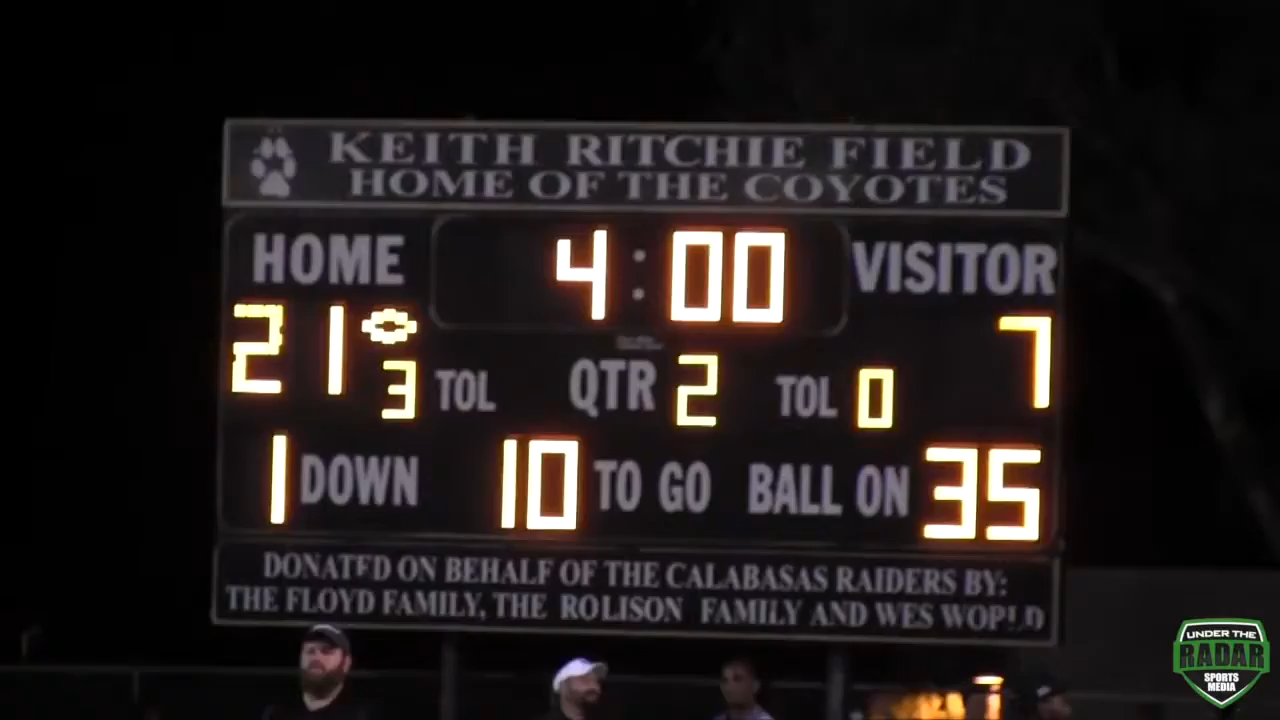 KEITH RITCHIE FIELD
HOME OF THE COYOTES
HOME 4:00 VISITOR
21 7
3 TOL QTR 2 TOL 0
1 DOWN 10 TO GO BALL ON 35
DONATED ON BEHALF OF THE CALABASAS RAIDERS BY:
THE FLOYD FAMILY, THE ROLISON FAMILY AND WES WORLD
UNDER THE
RADAR
SPORTS
MEDIA